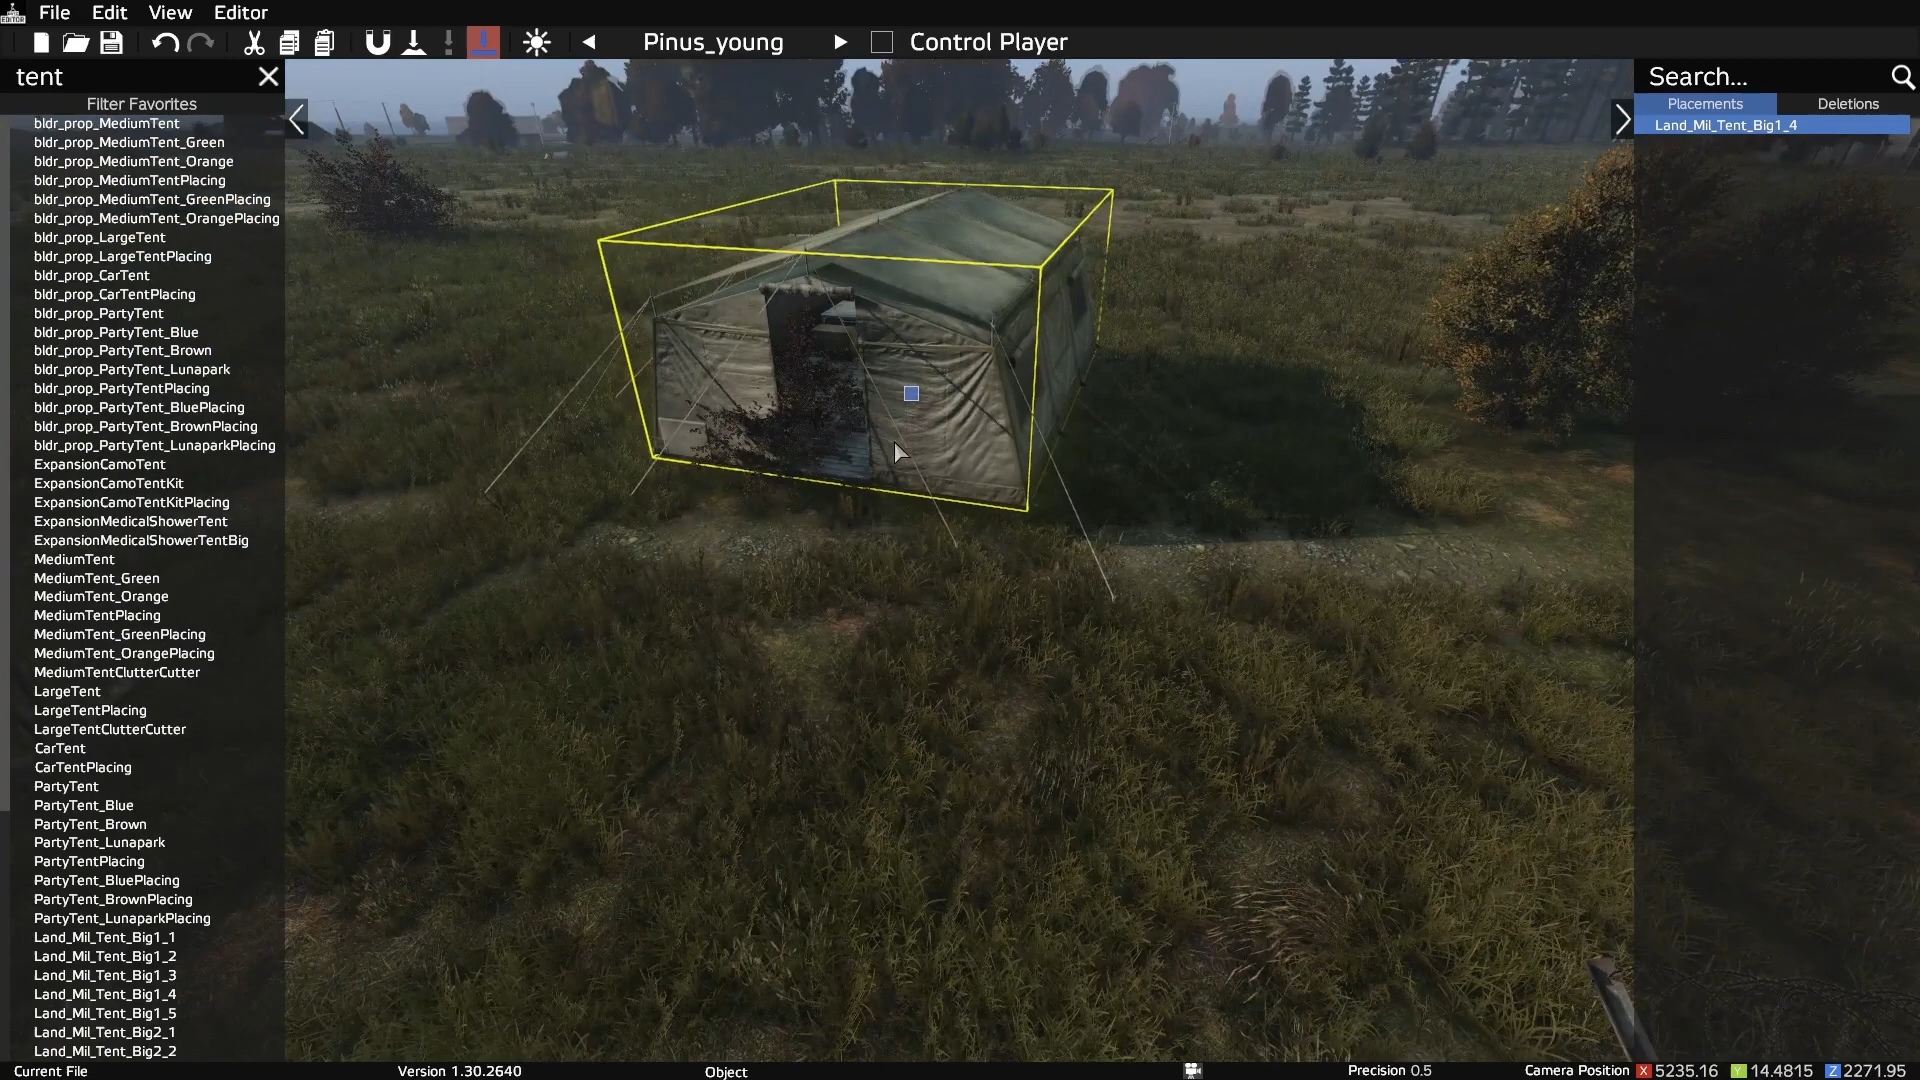 File Edit View Editor
EDITOR
Pinus_young
Control Player
tent
Filter Favorites
bldr_prop_MediumTent
bldr_prop_MediumTent_Green
bldr_prop_MediumTent_Orange
bldr_prop_MediumTentPlacing
bldr_prop_MediumTent_GreenPlacing
bldr_prop_MediumTent_OrangePlacing
bldr_prop_LargeTent
bldr_prop_LargeTentPlacing
bldr_prop_CarTent
bldr_prop_CarTentPlacing
bldr_prop_PartyTent
bldr_prop_PartyTent_Blue
bldr_prop_PartyTent_Brown
bldr_prop_PartyTent_Lunapark
bldr_prop_PartyTentPlacing
bldr_prop_PartyTent_BluePlacing
bldr_prop_PartyTent_BrownPlacing
bldr_prop_PartyTent_LunaparkPlacing
ExpansionCamoTent
ExpansionCamoTentKit
ExpansionCamoTentKitPlacing
ExpansionMedicalShowerTent
ExpansionMedicalShowerTentBig
MediumTent
MediumTent_Green
MediumTent_Orange
MediumTentPlacing
MediumTent_GreenPlacing
MediumTent_OrangePlacing
MediumTentClutterCutter
LargeTent
LargeTentPlacing
LargeTentClutterCutter
CarTent
CarTentPlacing
PartyTent
PartyTent_Blue
PartyTent_Brown
PartyTent_Lunapark
PartyTentPlacing
PartyTent_BluePlacing
PartyTent_BrownPlacing
PartyTent_LunaparkPlacing
Land_Mil_Tent_Big1_1
Land_Mil_Tent_Big1_2
Land_Mil_Tent_Big1_3
Land_Mil_Tent_Big1_4
Land_Mil_Tent_Big1_5
Land_Mil_Tent_Big2_1
Land_Mil_Tent_Big2_2
Search...
Placements Deletions
Land_Mil_Tent_Big1_4
Current File Version 1.30.2640 Object Precision 0.5 Camera Position X 5235.16 Y 14.4815 Z 2271.95